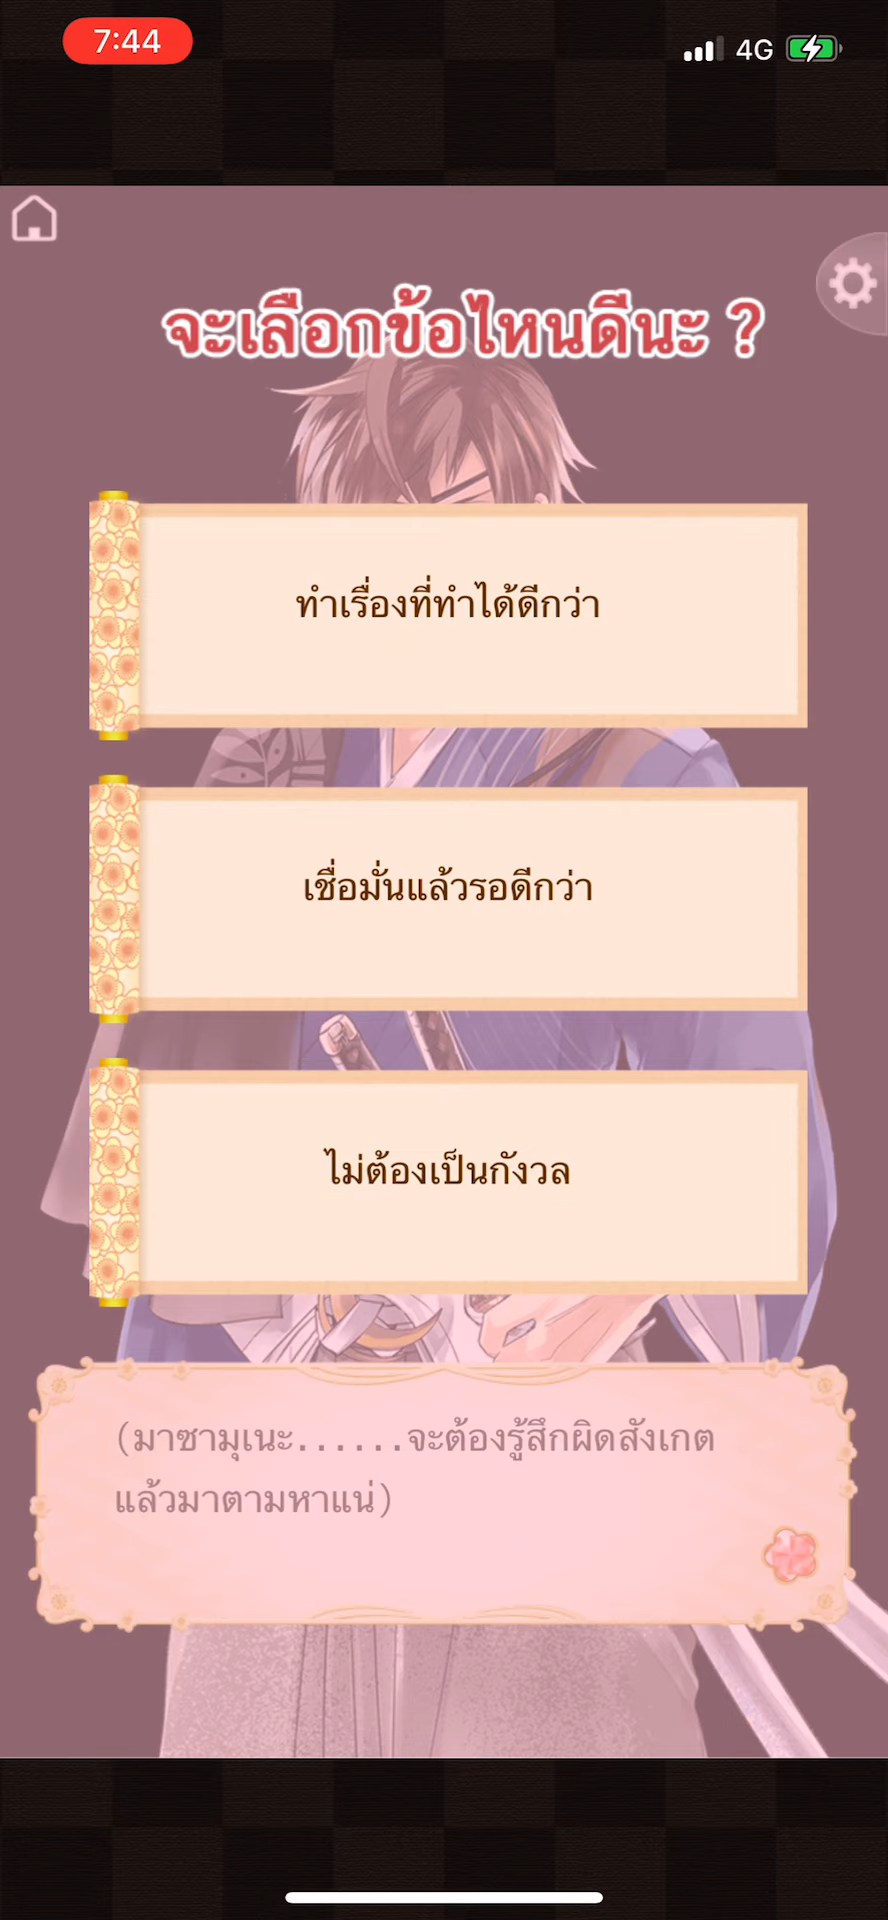 7:44
4G
จะเลือกข้อไหนดีนะ ?
ทำเรื่องที่ทำได้ดีกว่า
เชื่อมั่นแล้วรอดีกว่า
ไม่ต้องเป็นกังวล
(มาซามุเนะ......จะต้องรู้สึกผิดสังเกต
แล้วมาตามหาแน่)